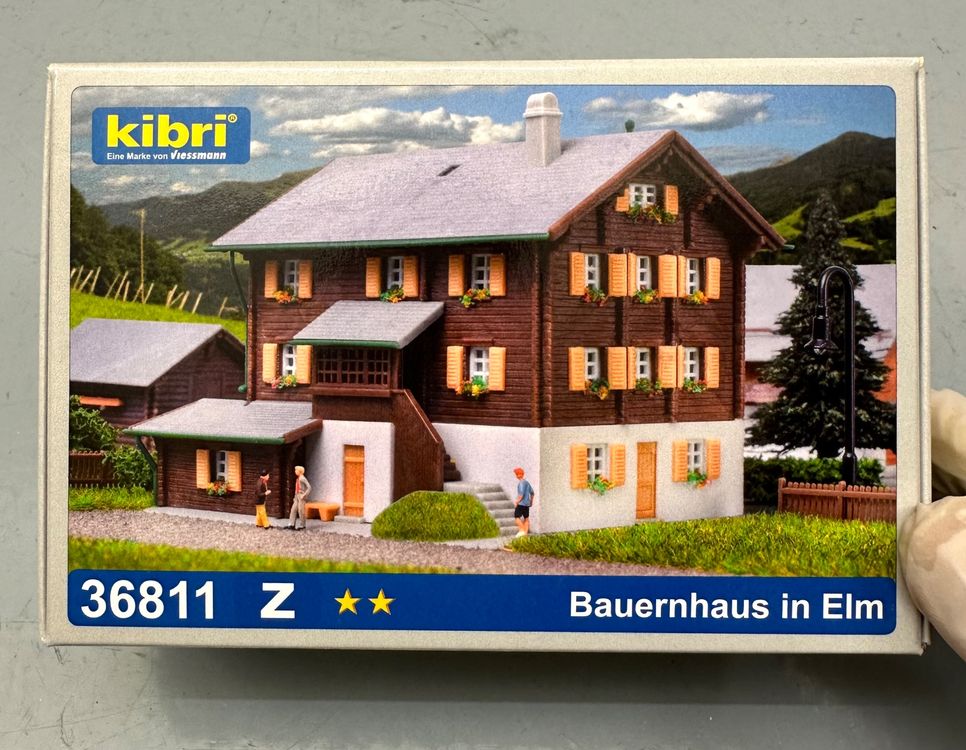 kibri®
Eine Marke von Viessmann
36811 Z ★★ Bauernhaus in Elm